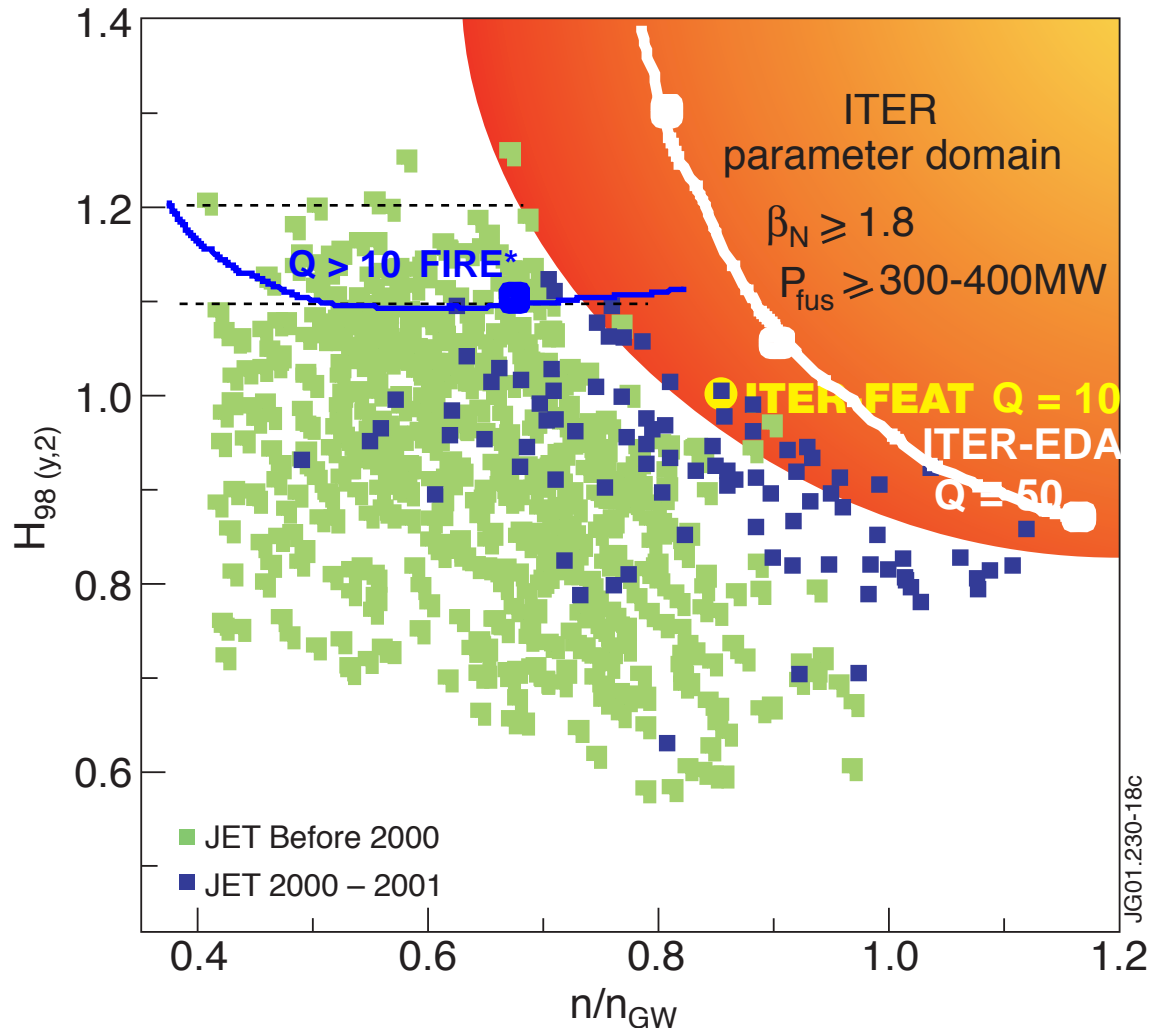 1.4
1.2
1.0
0.8
0.6
H98 (y,2)
ITER
parameter domain
βN ⩾ 1.8
Pfus ⩾ 300-400MW
Q > 10 FIRE*
ITER-FEAT Q = 10
ITER-EDA
Q = 50
JET Before 2000
JET 2000 – 2001
JG01.230-18c
0.4
0.6
0.8
1.0
1.2
n/nGW